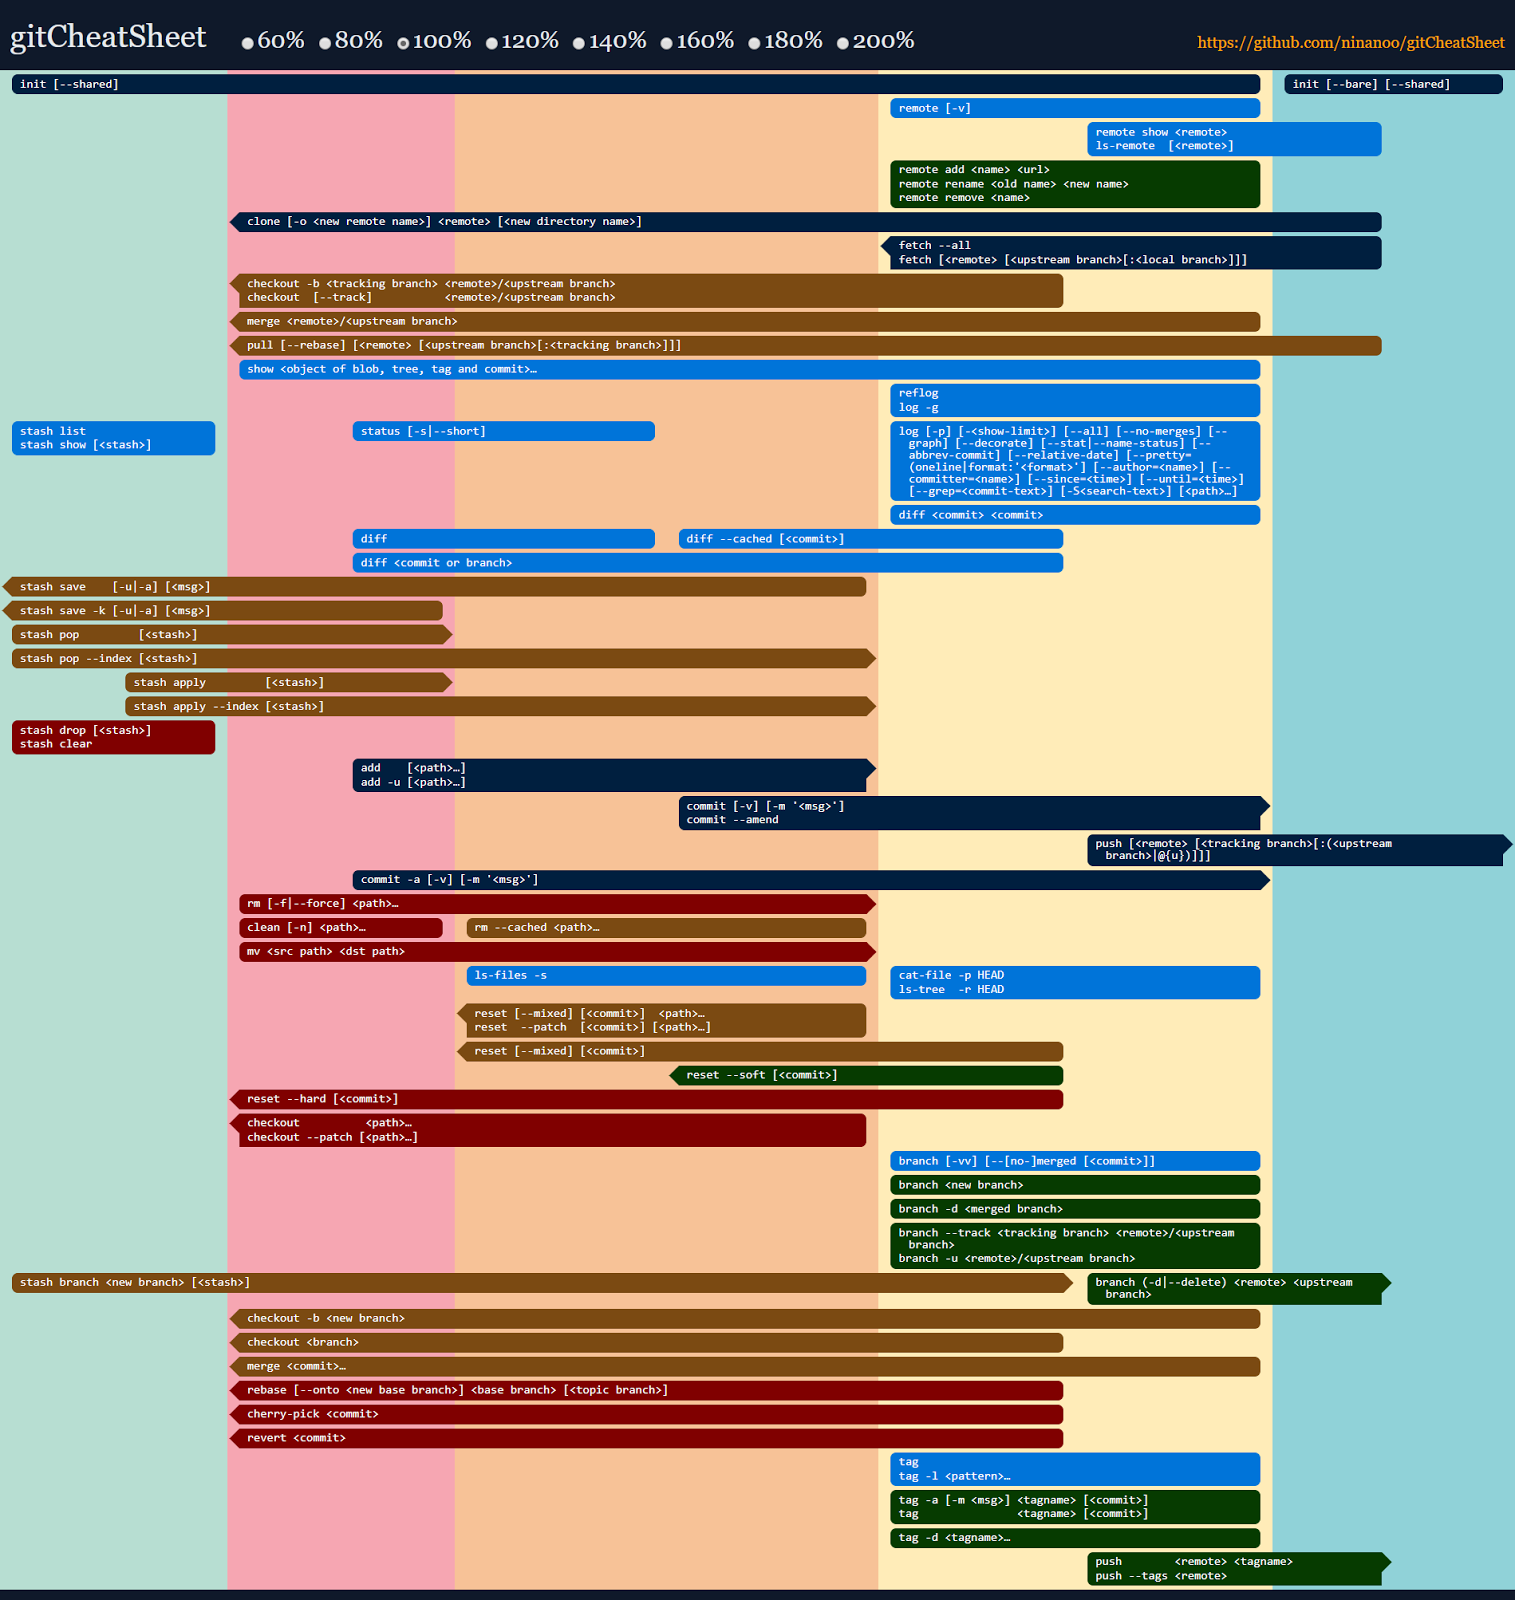 gitCheatSheet
60% 80% 100% 120% 140% 160% 180% 200%
https://github.com/ninanoo/gitCheatSheet
init [--shared]
init [--bare] [--shared]
remote [-v]
remote show <remote>
ls-remote  [<remote>]
remote add <name> <url>
remote rename <old name> <new name>
remote remove <name>
clone [-o <new remote name>] <remote> [<new directory name>]
fetch --all
fetch [<remote> [<upstream branch>[:<local branch>]]]
checkout -b <tracking branch> <remote>/<upstream branch>
checkout  [--track]           <remote>/<upstream branch>
merge <remote>/<upstream branch>
pull [--rebase] [<remote> [<upstream branch>[:<tracking branch>]]]
show <object of blob, tree, tag and commit>…
reflog
log -g
stash list
stash show [<stash>]
status [-s|--short]
log [-p] [-<show-limit>] [--all] [--no-merges] [--
graph] [--decorate] [--stat|--name-status] [--
abbrev-commit] [--relative-date] [--pretty=
(oneline|format:'<format>'] [--author=<name>] [--
committer=<name>] [--since=<time>] [--until=<time>]
[--grep=<commit-text>] [-S<search-text>] [<path>…]
diff <commit> <commit>
diff
diff --cached [<commit>]
diff <commit or branch>
stash save    [-u|-a] [<msg>]
stash save -k [-u|-a] [<msg>]
stash pop         [<stash>]
stash pop --index [<stash>]
stash apply         [<stash>]
stash apply --index [<stash>]
stash drop [<stash>]
stash clear
add    [<path>…]
add -u [<path>…]
commit [-v] [-m '<msg>']
commit --amend
push [<remote> [<tracking branch>[:(<upstream
branch>|@{u})]]]
commit -a [-v] [-m '<msg>']
rm [-f|--force] <path>…
clean [-n] <path>…
rm --cached <path>…
mv <src path> <dst path>
ls-files -s
cat-file -p HEAD
ls-tree  -r HEAD
reset [--mixed] [<commit>]  <path>…
reset  --patch  [<commit>] [<path>…]
reset [--mixed] [<commit>]
reset --soft [<commit>]
reset --hard [<commit>]
checkout          <path>…
checkout --patch [<path>…]
branch [-vv] [--[no-]merged [<commit>]]
branch <new branch>
branch -d <merged branch>
branch --track <tracking branch> <remote>/<upstream
branch>
branch -u <remote>/<upstream branch>
stash branch <new branch> [<stash>]
branch (-d|--delete) <remote> <upstream
branch>
checkout -b <new branch>
checkout <branch>
merge <commit>…
rebase [--onto <new base branch>] <base branch> [<topic branch>]
cherry-pick <commit>
revert <commit>
tag
tag -l <pattern>…
tag -a [-m <msg>] <tagname> [<commit>]
tag               <tagname> [<commit>]
tag -d <tagname>…
push        <remote> <tagname>
push --tags <remote>